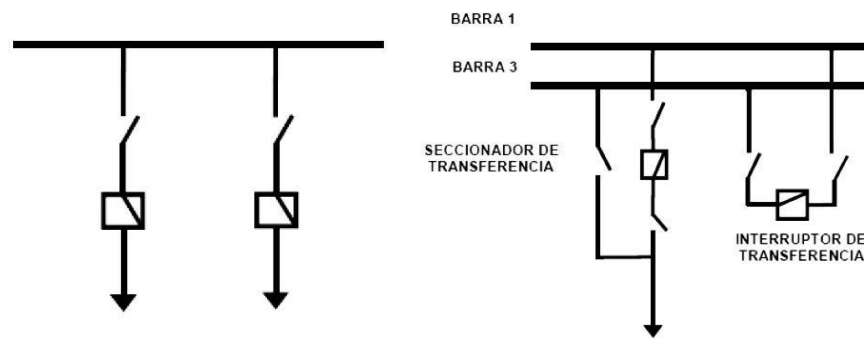 BARRA 1
BARRA 3
SECCIONADOR DE
TRANSFERENCIA
INTERRUPTOR DE
TRANSFERENCIA